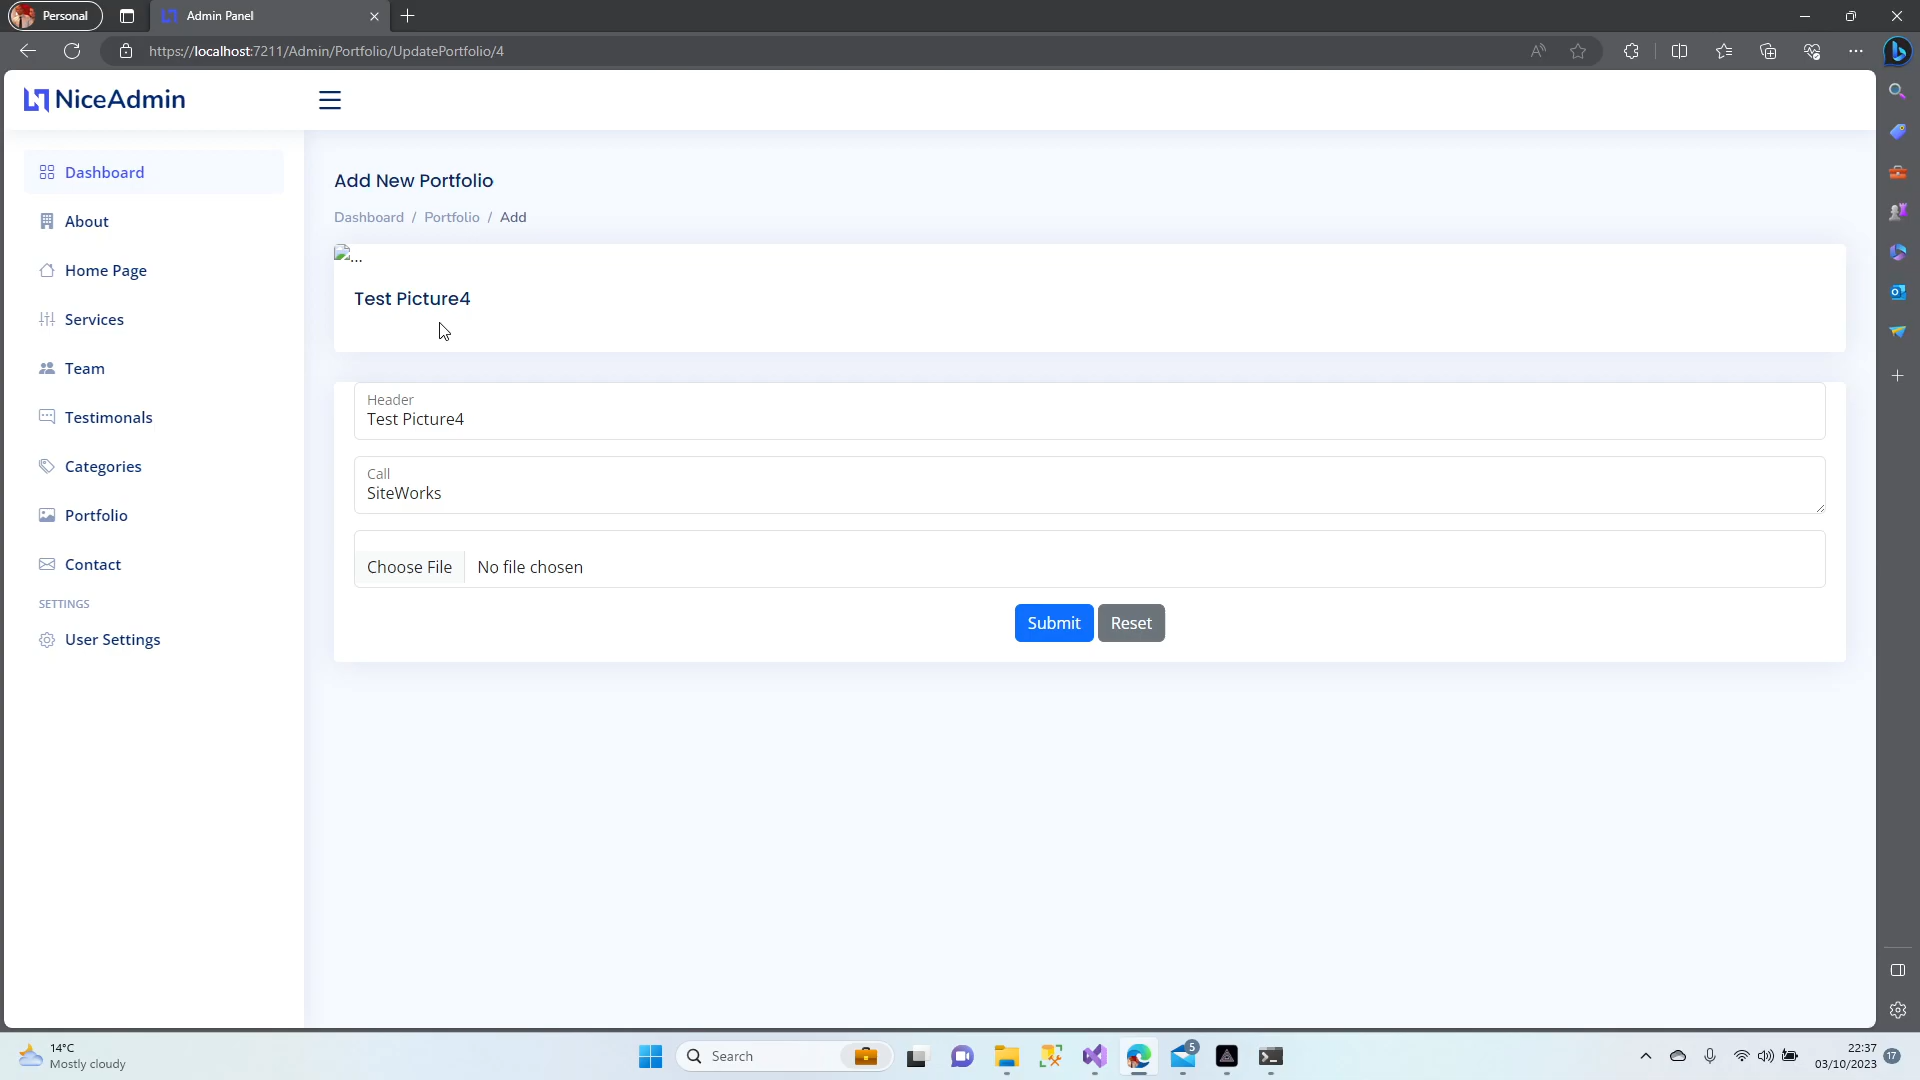 Personal
Admin Panel
https://localhost:7211/Admin/Portfolio/UpdatePortfolio/4
NiceAdmin
Dashboard
About
Home Page
Services
Team
Testimonals
Categories
Portfolio
Contact
SETTINGS
User Settings
Add New Portfolio
Dashboard / Portfolio / Add
...
Test Picture4
Header
Test Picture4
Call
SiteWorks
Choose File No file chosen
Submit Reset
14°C
Mostly cloudy
Search
5
22:37
03/10/2023
17